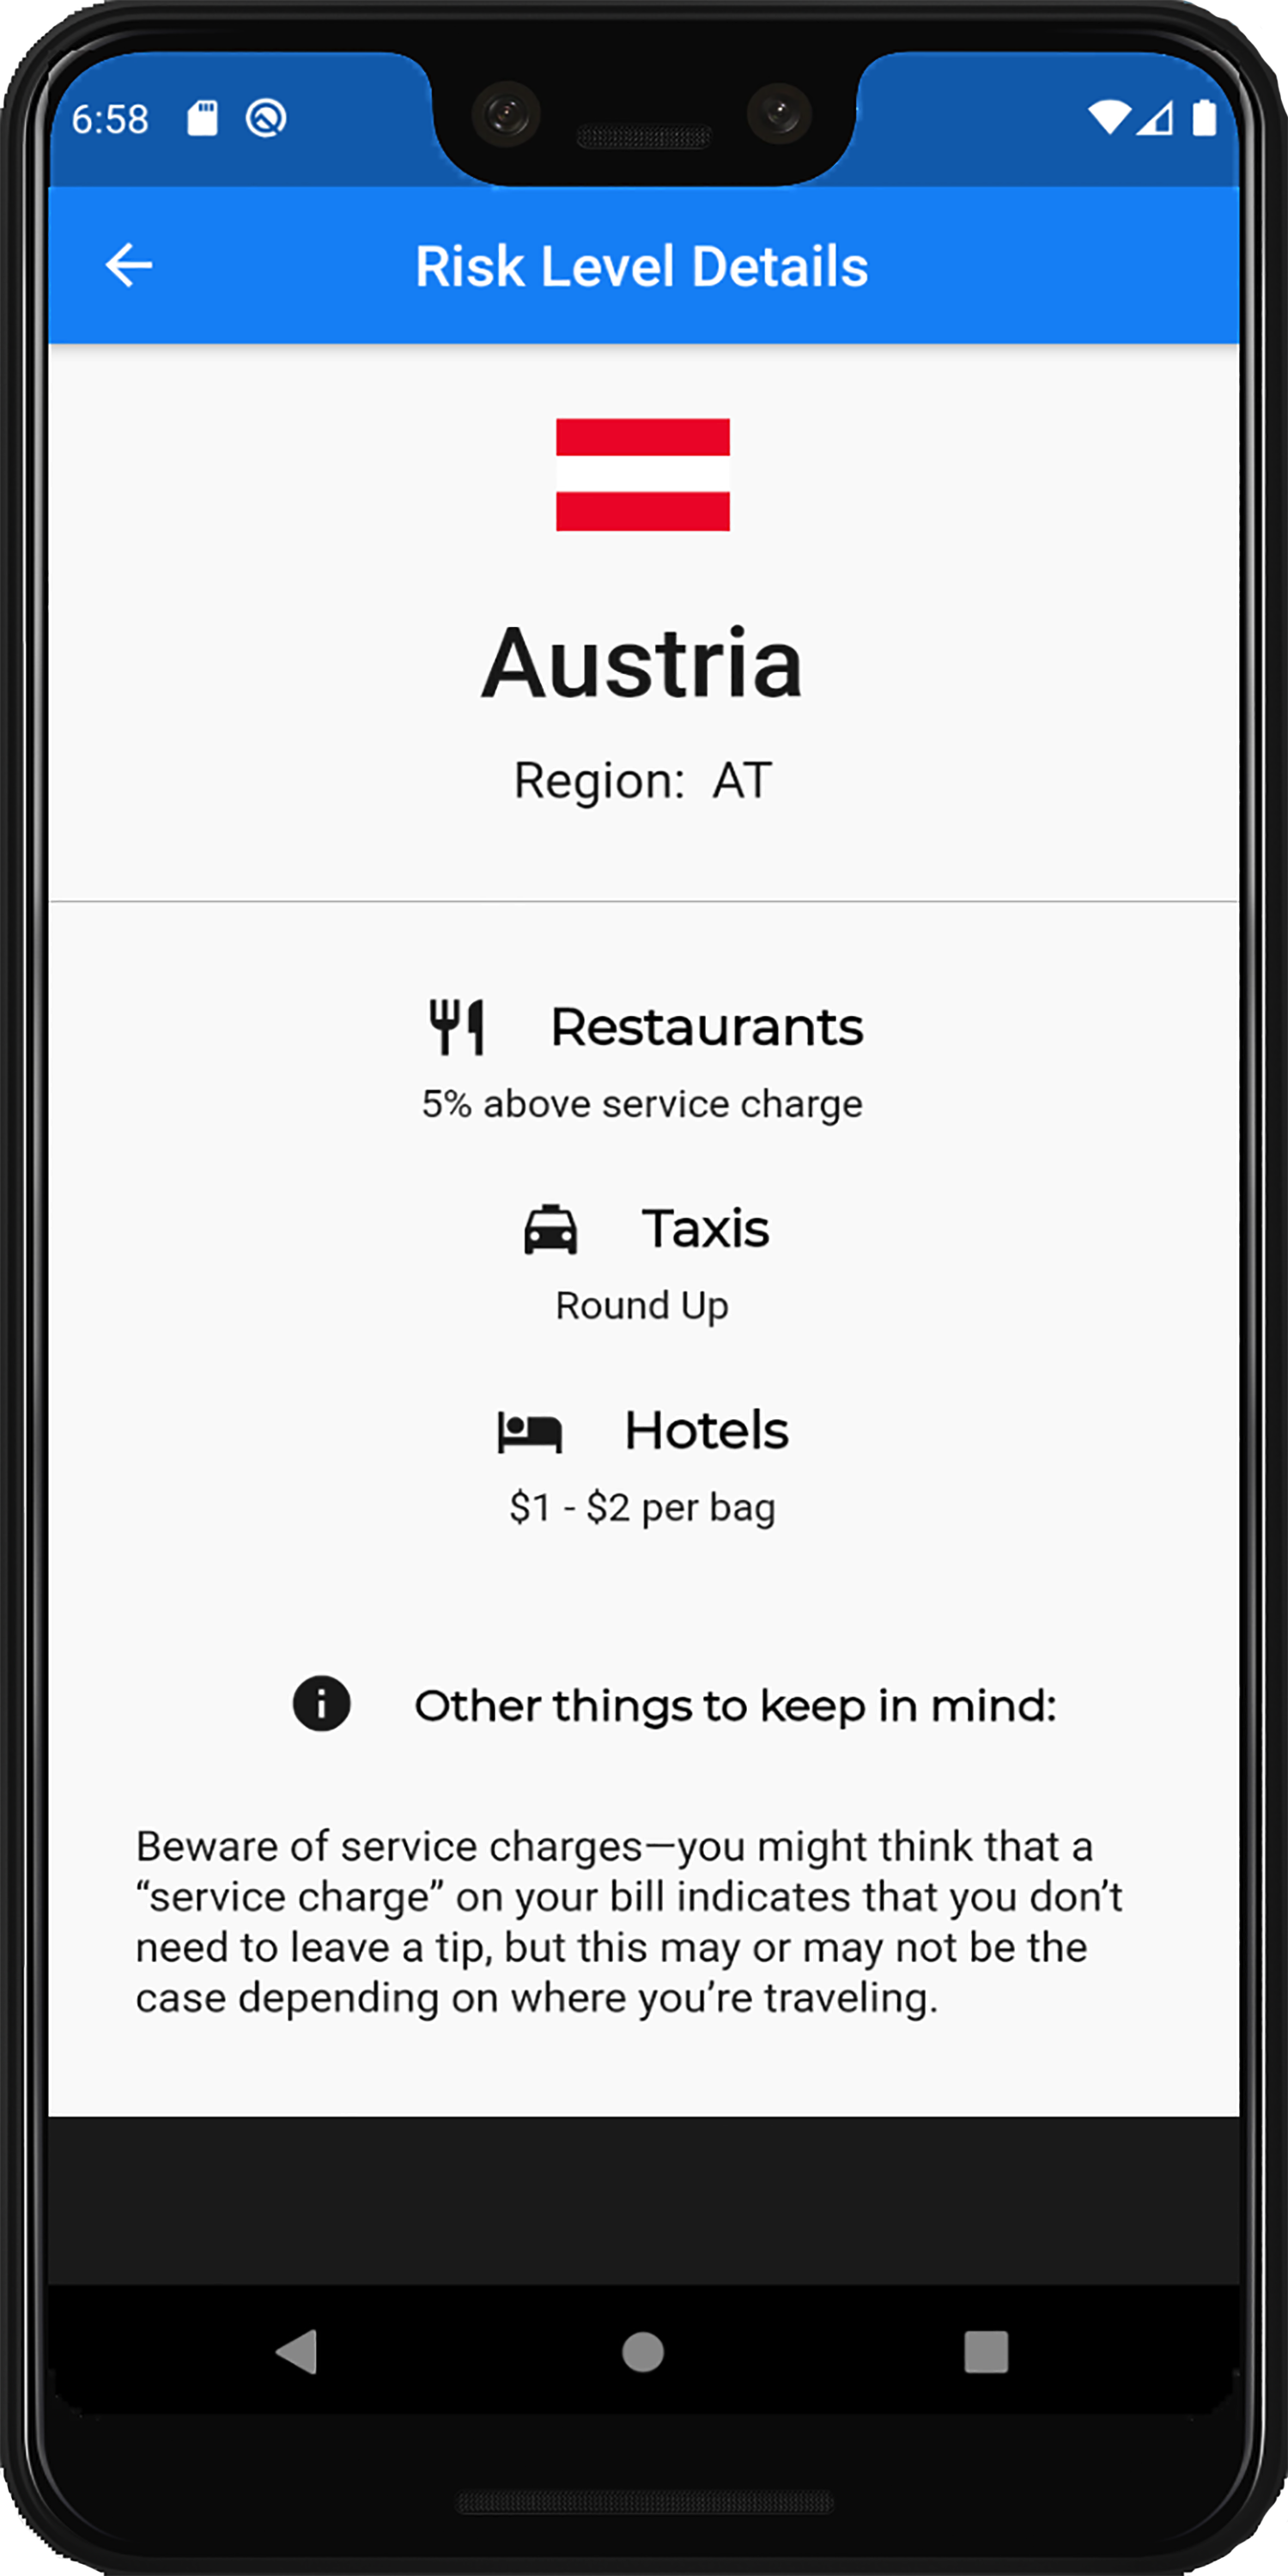 6:58
Risk Level Details
Austria
Region: AT
Restaurants
5% above service charge
Taxis
Round Up
Hotels
$1 - $2 per bag
Other things to keep in mind:
Beware of service charges—you might think that a
“service charge” on your bill indicates that you don’t
need to leave a tip, but this may or may not be the
case depending on where you’re traveling.